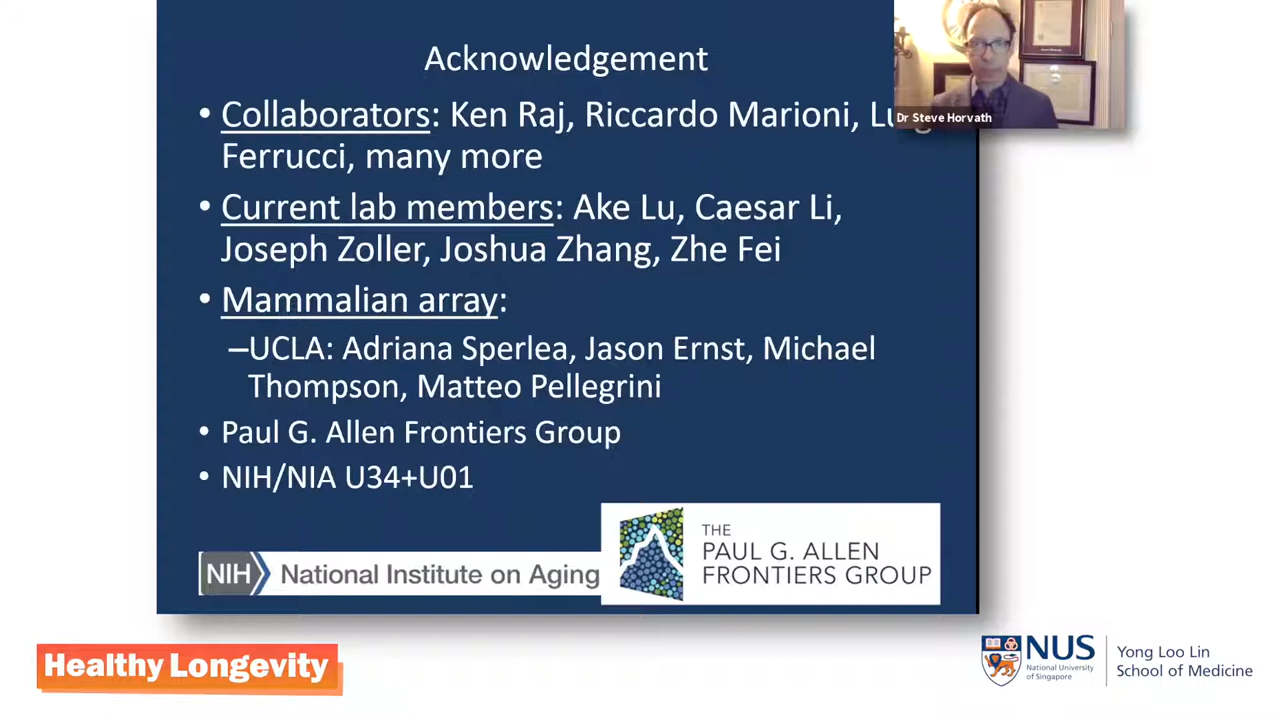 Acknowledgement
• Collaborators: Ken Raj, Riccardo Marioni,
Ferrucci, many more
• Current lab members: Ake Lu, Caesar Li,
Joseph Zoller, Joshua Zhang, Zhe Fei
• Mammalian array:
–UCLA: Adriana Sperlea, Jason Ernst, Michael
Thompson, Matteo Pellegrini
• Paul G. Allen Frontiers Group
• NIH/NIA U34+U01
NIH National Institute on Aging
THE
PAUL G. ALLEN
FRONTIERS GROUP
Dr Steve Horvath
Healthy Longevity
NUS
National University
of Singapore
Yong Loo Lin
School of Medicine